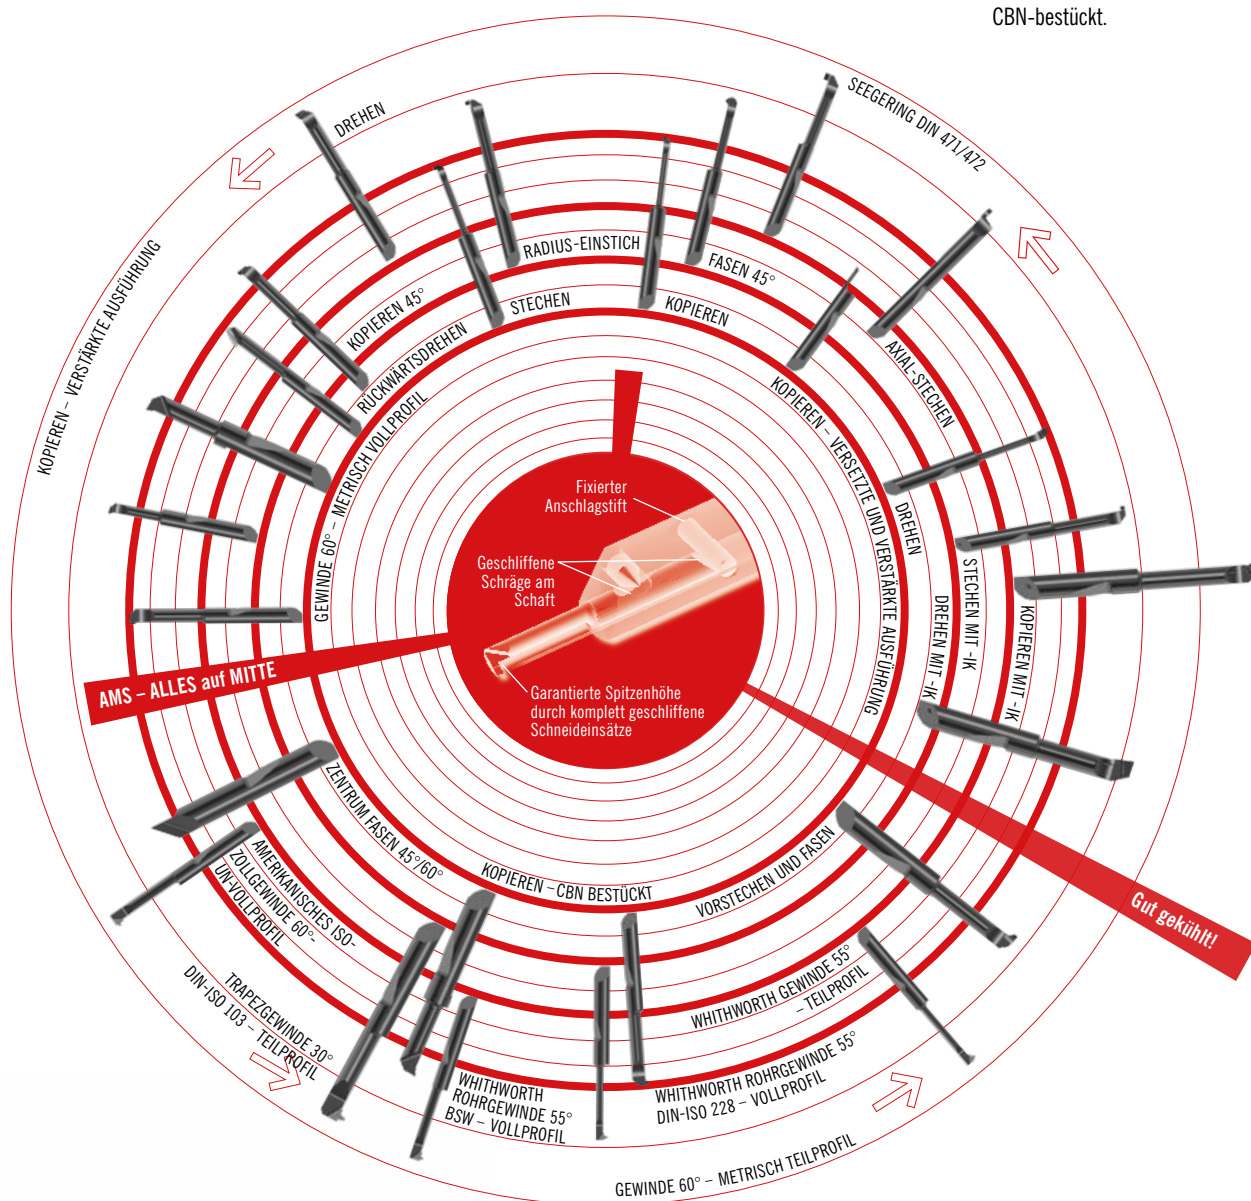 CBN-bestückt.
SEEGERING DIN 471/472
DREHEN
KOPIEREN – VERSTÄRKTE AUSFÜHRUNG
RADIUS-EINSTICH
FASEN 45°
KOPIEREN 45°
STECHEN
KOPIEREN
RÜCKWÄRTSDREHEN
AXIAL-STECHEN
GEWINDE 60° – METRISCH VOLLPROFIL
KOPIEREN – VERSETZTE UND VERSTÄRKTE AUSFÜHRUNG
DREHEN
STECHEN MIT -IK
DREHEN MIT -IK
KOPIEREN MIT -IK
Fixierter
Anschlagstift
Geschliffene
Schräge am
Schaft
Garantierte Spitzenhöhe
durch komplett geschliffene
Schneideinsätze
AMS – ALLES auf MITTE
Gut gekühlt!
ZENTRUM FASEN 45°/60°
KOPIEREN –CBN BESTÜCKT
VORSTECHEN UND FASEN
AMERIKANISCHES ISO-
ZOLLGEWINDE 60°-
UN-VOLLPROFIL
WHITHWORTH GEWINDE 55°
– TEILPROFIL
TRAPEZGEWINDE 30°
DIN-ISO 103 – TEILPROFIL
WHITHWORTH
ROHRGEWINDE 55°
BSW – VOLLPROFIL
WHITHWORTH ROHRGEWINDE 55°
DIN-ISO 228 – VOLLPROFIL
GEWINDE 60° – METRISCH TEILPROFIL